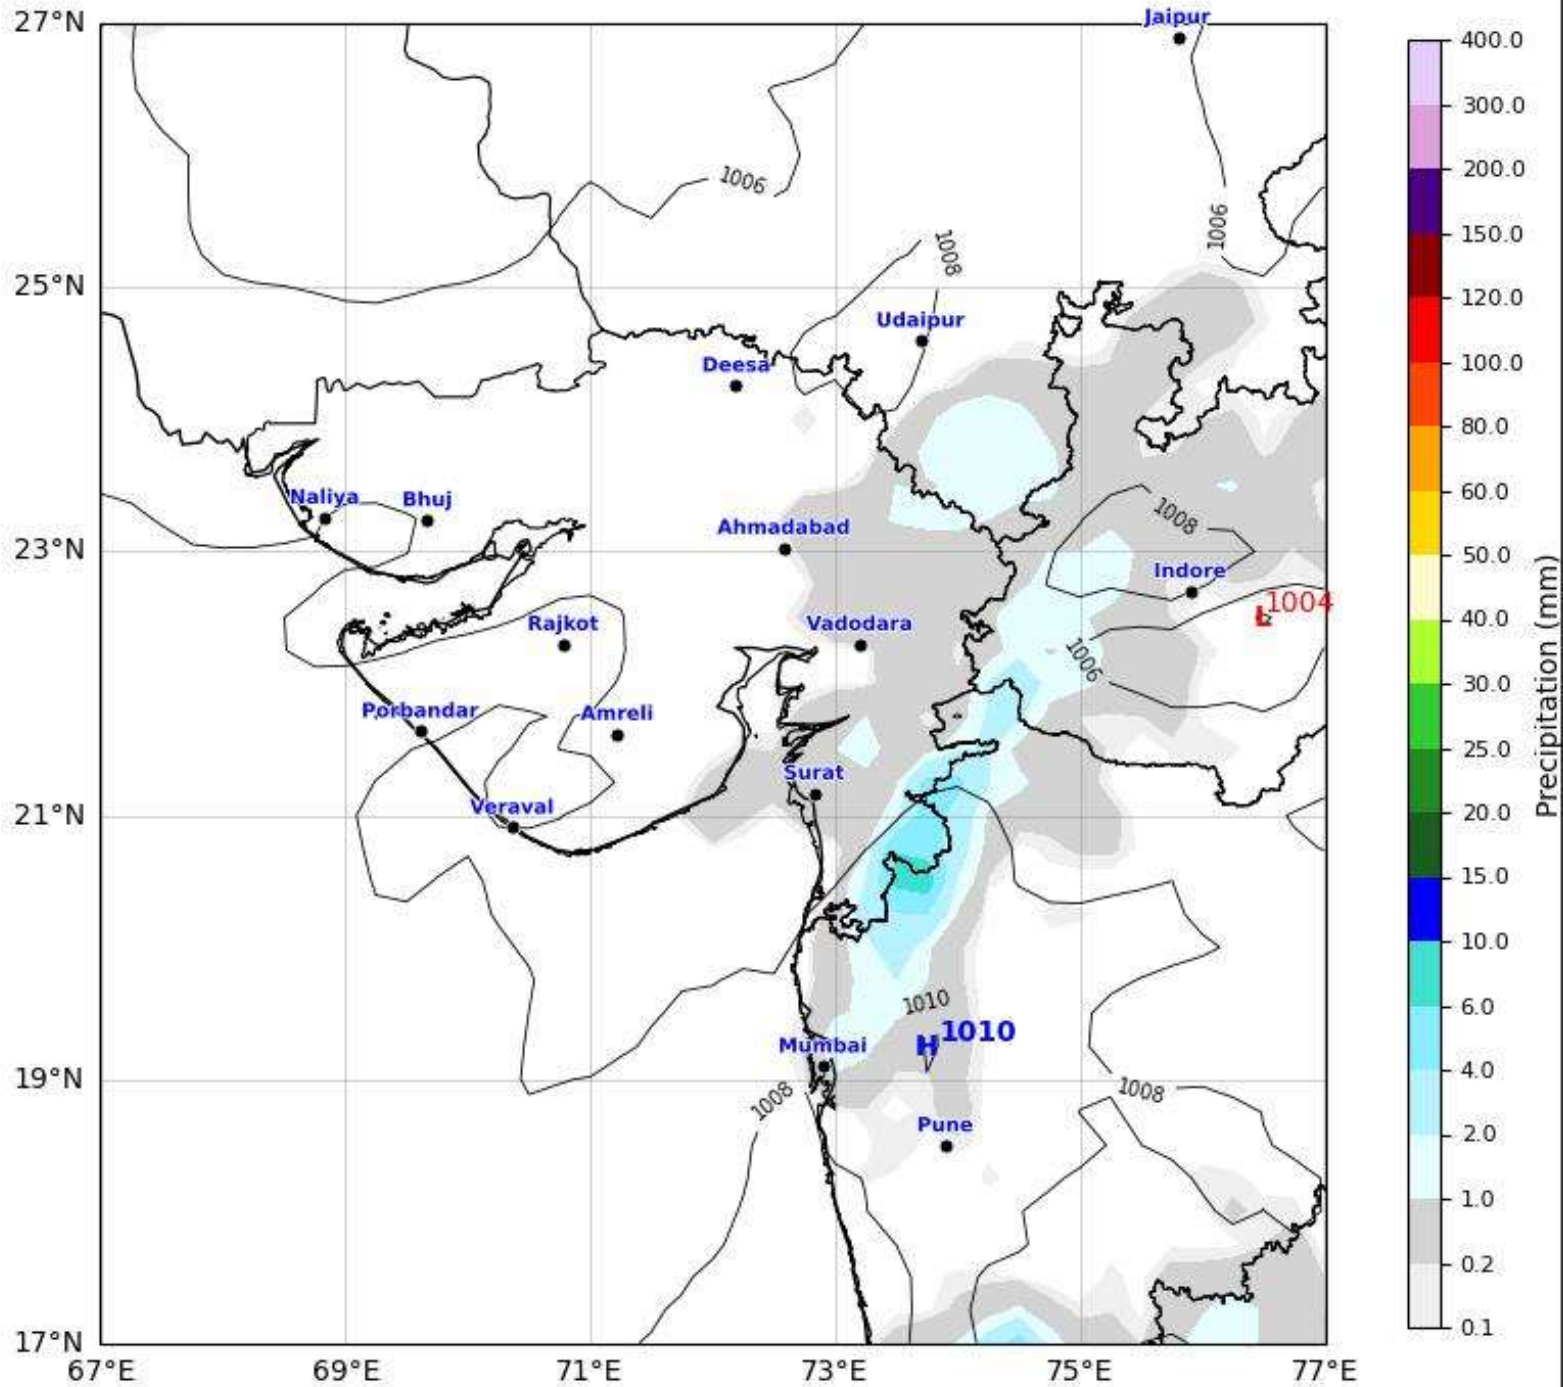 27°N
25°N
23°N
21°N
19°N
17°N
67°E
69°E
71°E
73°E
75°E
77°E
Jaipur
1006
1006
1008
Udaipur
Deesa
Naliya
Bhuj
Ahmadabad
1008
Indore
1004
L
Rajkot
Vadodara
1006
Porbandar
Amreli
Surat
Veraval
1010
1010
H
Mumbai
1008
1008
Pune
400.0
300.0
200.0
150.0
120.0
100.0
80.0
60.0
50.0
40.0
30.0
25.0
20.0
15.0
10.0
6.0
4.0
2.0
1.0
0.2
0.1
Precipitation (mm)